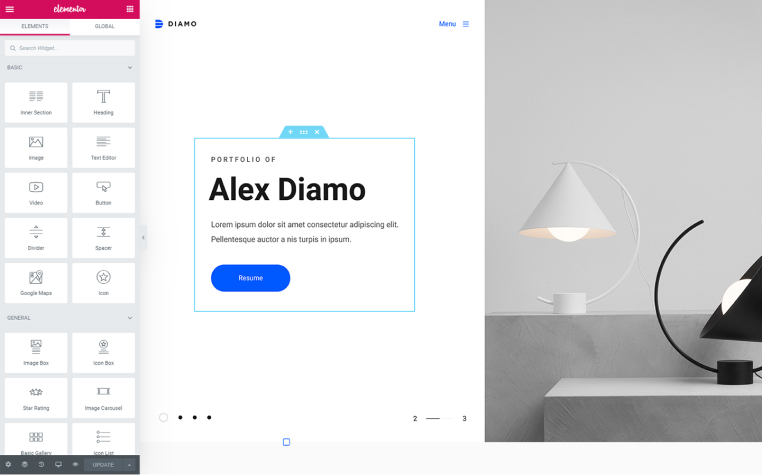 elementor
ELEMENTS
GLOBAL
Search Widget...
BASIC
Inner Section
Heading
Image
Text Editor
Video
Button
Divider
Spacer
Google Maps
Icon
GENERAL
Image Box
Icon Box
Star Rating
Image Carousel
Basic Gallery
Icon List
UPDATE
DIAMO
Menu
PORTFOLIO OF
Alex Diamo
Lorem ipsum dolor sit amet consectetur adipiscing elit.
Pellentesque auctor a nis turpis in ipsum.
Resume
2
3